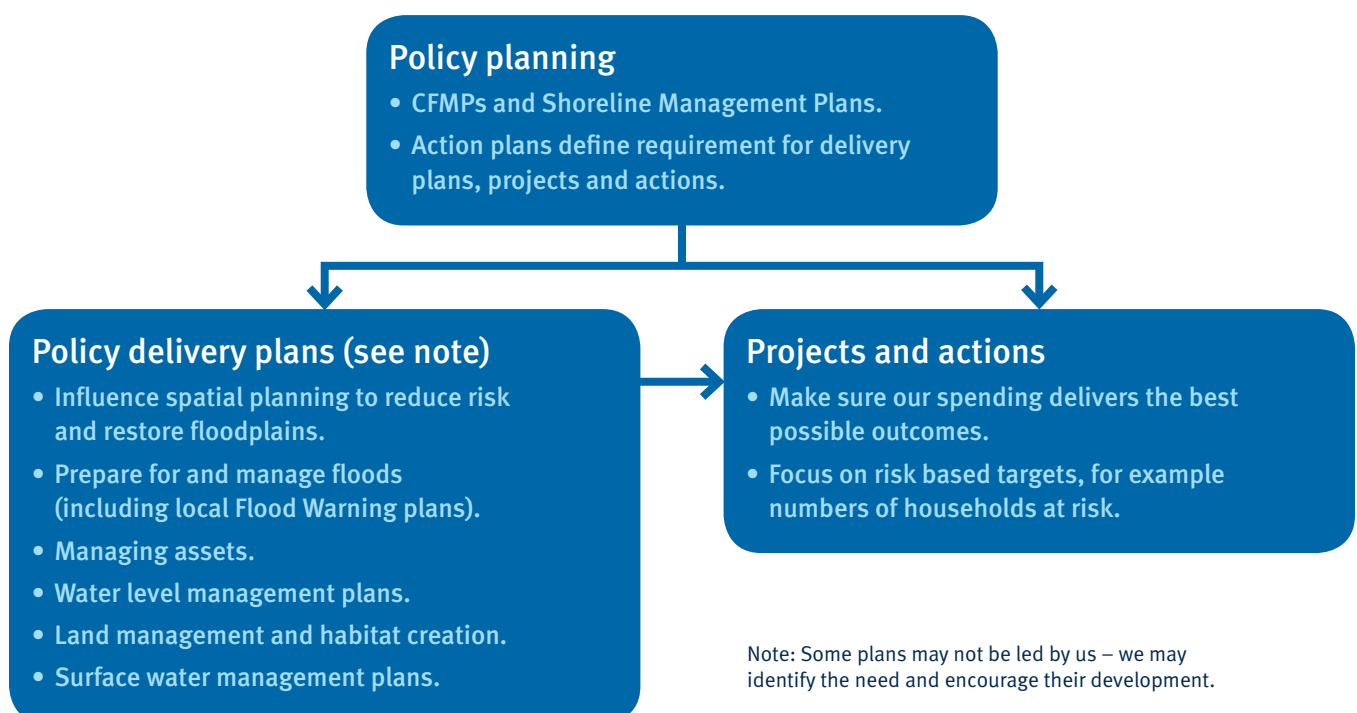 Policy planning
• CFMPs and Shoreline Management Plans.
• Action plans define requirement for delivery
plans, projects and actions.
Policy delivery plans (see note)
• Influence spatial planning to reduce risk
and restore floodplains.
• Prepare for and manage floods
(including local Flood Warning plans).
• Managing assets.
• Water level management plans.
• Land management and habitat creation.
• Surface water management plans.
Projects and actions
• Make sure our spending delivers the best
possible outcomes.
• Focus on risk based targets, for example
numbers of households at risk.
Note: Some plans may not be led by us – we may
identify the need and encourage their development.